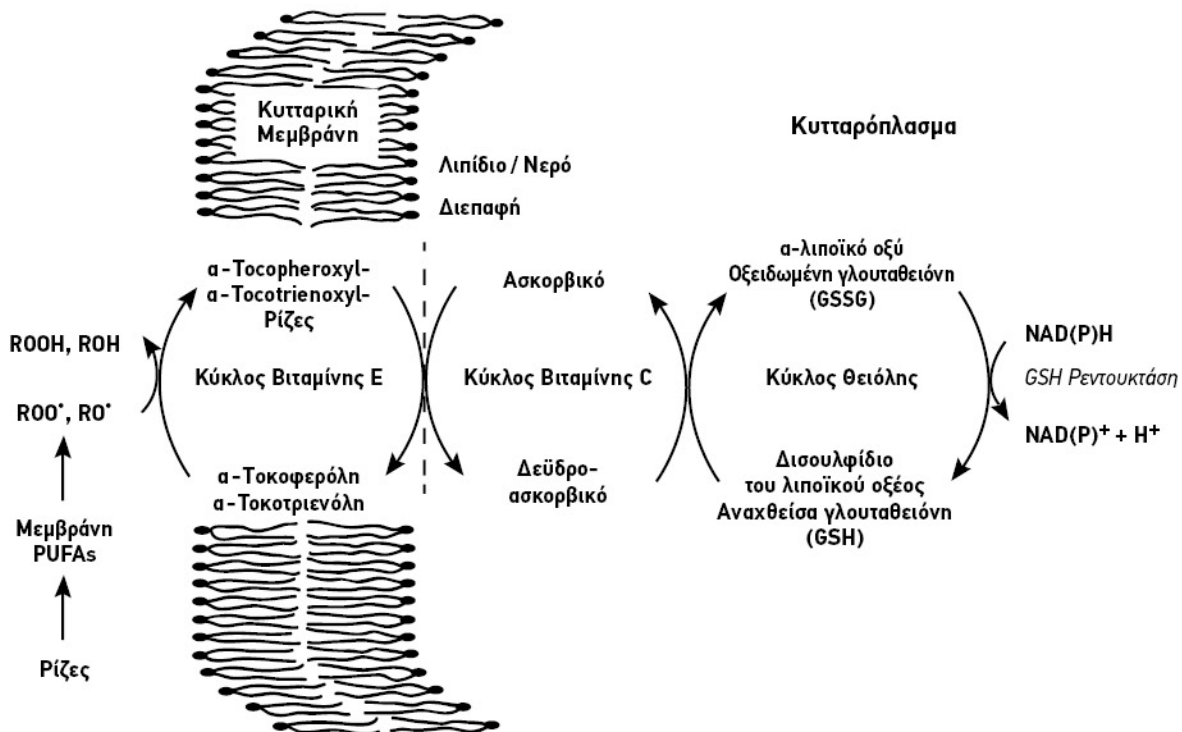 Κυτταρική
Μεμβράνη
Κυτταρόπλασμα
Λιπίδιο / Νερό
Διεπαφή
α-Tocopheroxyl-
α-Tocotrienoxyl-
Ρίζες
Ασκορβικό
α-λιποϊκό οξύ
Οξειδωμένη γλουταθειόνη
(GSSG)
ROOH, ROH
Κύκλος Βιταμίνης Ε
Κύκλος Βιταμίνης C
Κύκλος Θειόλης
NAD(P)H
GSH Ρεντουκτάση
NAD(P)⁺ + H⁺
ROO•, RO•
α-Τοκοφερόλη
α-Τοκοτριενόλη
Δεϋδρο-
ασκορβικό
Δισουλφίδιο
του λιποϊκού οξέος
Αναχθείσα γλουταθειόνη
(GSH)
Μεμβράνη
PUFAs
Ρίζες